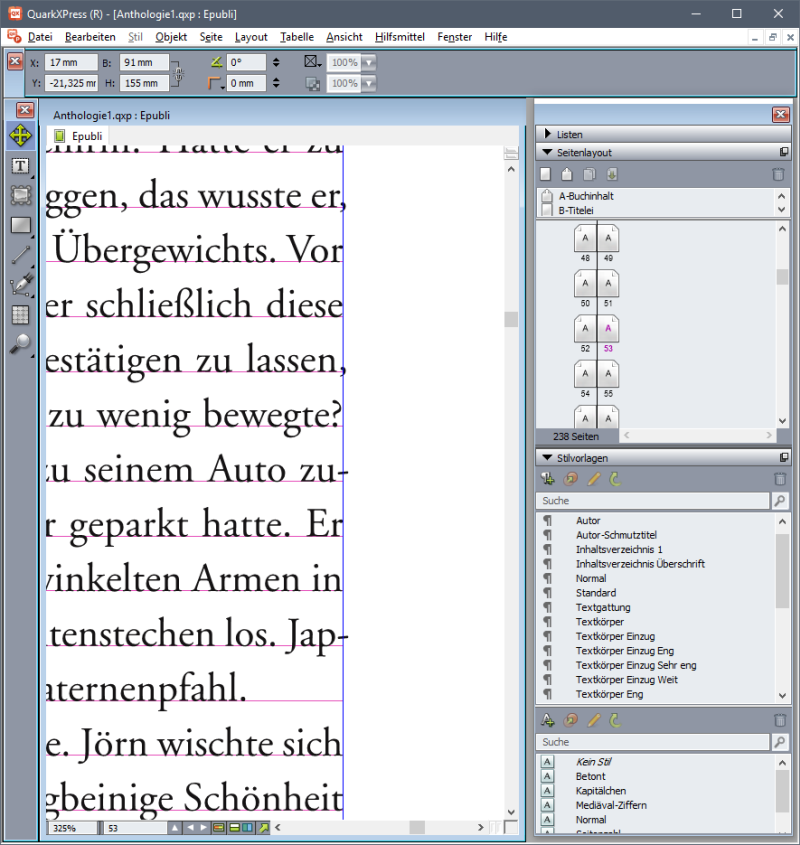 QuarkXPress (R) - [Anthologie1.qxp : Epubli]
Datei Bearbeiten Stil Objekt Seite Layout Tabelle Ansicht Hilfsmittel Fenster Hilfe
X: 17 mm B: 91 mm 0° 100%
Y: -21,325 mr H: 155 mm 0 mm 100%
Anthologie1.qxp : Epubli
Epubli
Hatte er zu
ggen, das wusste er,
Übergewichts. Vor
er schließlich diese
estätigen zu lassen,
zu wenig bewegte?
zu seinem Auto zu-
r geparkt hatte. Er
winkelten Armen in
itenstechen los. Jap-
aternenpfahl.
e. Jörn wischte sich
gbeinige Schönheit
325% 53
Listen
Seitenlayout
A-Buchinhalt
B-Titelei
A A
48 49
A A
50 51
A A
52 53
A A
54 55
A A
238 Seiten
Stilvorlagen
Suche
Autor
Autor-Schmutztitel
Inhaltsverzeichnis 1
Inhaltsverzeichnis Überschrift
Normal
Standard
Textgattung
Textkörper
Textkörper Einzug
Textkörper Einzug Eng
Textkörper Einzug Sehr eng
Textkörper Einzug Weit
Textkörper Eng
Suche
A Kein Stil
A Betont
A Kapitälchen
A Mediäval-Ziffern
A Normal
Seitenzahl